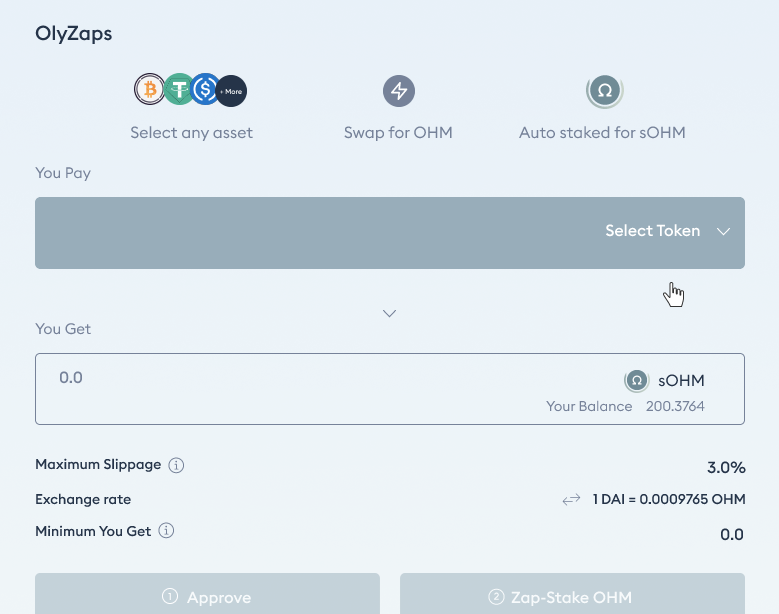 OlyZaps
+ More
Select any asset
Swap for OHM
Auto staked for sOHM
You Pay
Select Token
You Get
0.0
sOHM
Your Balance 200.3764
Maximum Slippage
3.0%
Exchange rate
1 DAI = 0.0009765 OHM
Minimum You Get
0.0
1 Approve
2 Zap-Stake OHM